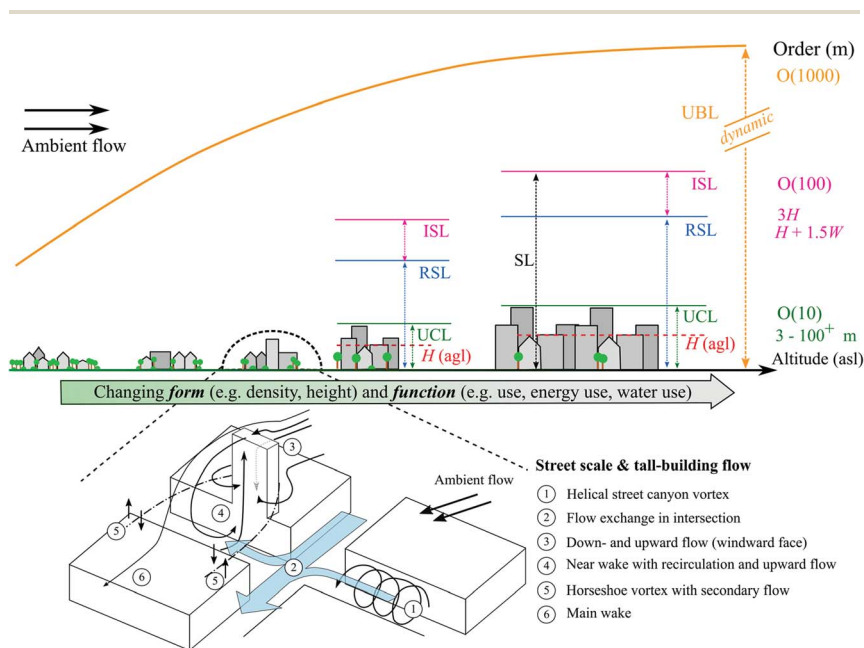 Order (m)
O(1000)
UBL
dynamic
Ambient flow
ISL
O(100)
3H
H + 1.5W
ISL
RSL
SL
RSL
UCL
O(10)
UCL
H (agl)
H (agl)
3 - 100+ m
Altitude (asl)
Changing form (e.g. density, height) and function (e.g. use, energy use, water use)
Street scale & tall-building flow
Ambient flow
1 Helical street canyon vortex
2 Flow exchange in intersection
3 Down- and upward flow (windward face)
4 Near wake with recirculation and upward flow
5 Horseshoe vortex with secondary flow
6 Main wake
3
4
5
2
5
6
1